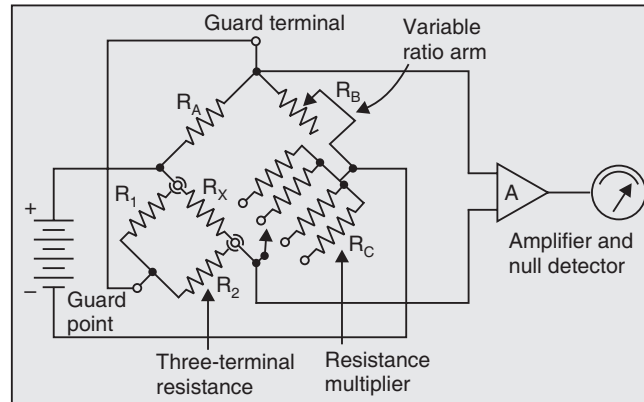 Guard terminal
Variable
ratio arm
R_A
R_B
R_1
R_X
+
A
R_C
–
R_2
Amplifier and
null detector
Guard
point
Three-terminal
resistance
Resistance
multiplier